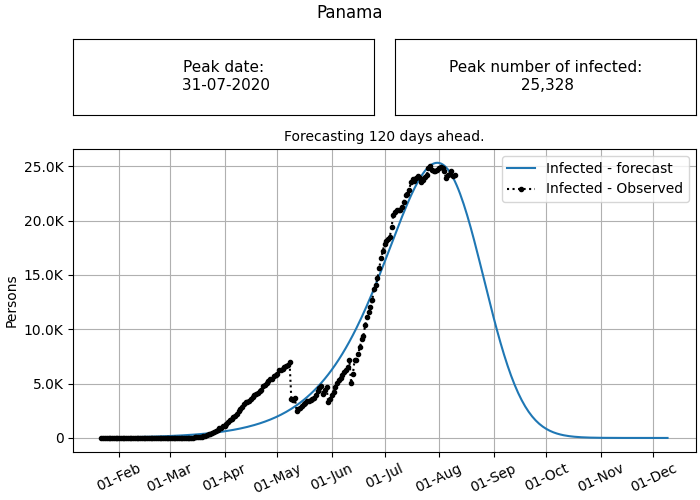 Panama
Peak date:
31-07-2020
Peak number of infected:
25,328
Forecasting 120 days ahead.
Infected - forecast
Infected - Observed
25.0K
20.0K
15.0K
10.0K
5.0K
0
Persons
01-Feb
01-Mar
01-Apr
01-May
01-Jun
01-Jul
01-Aug
01-Sep
01-Oct
01-Nov
01-Dec